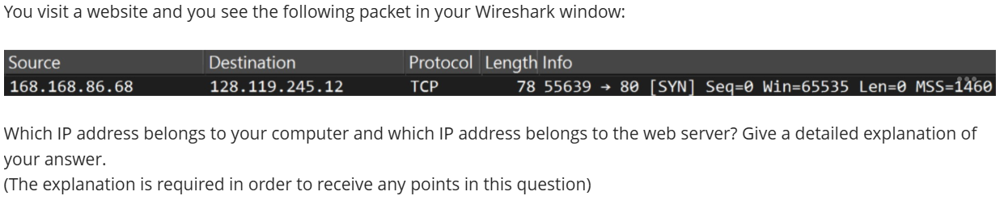 You visit a website and you see the following packet in your Wireshark window:
Source Destination Protocol Length Info
168.168.86.68 128.119.245.12 TCP 78 55639 → 80 [SYN] Seq=0 Win=65535 Len=0 MSS=1460
Which IP address belongs to your computer and which IP address belongs to the web server? Give a detailed explanation of
your answer.
(The explanation is required in order to receive any points in this question)